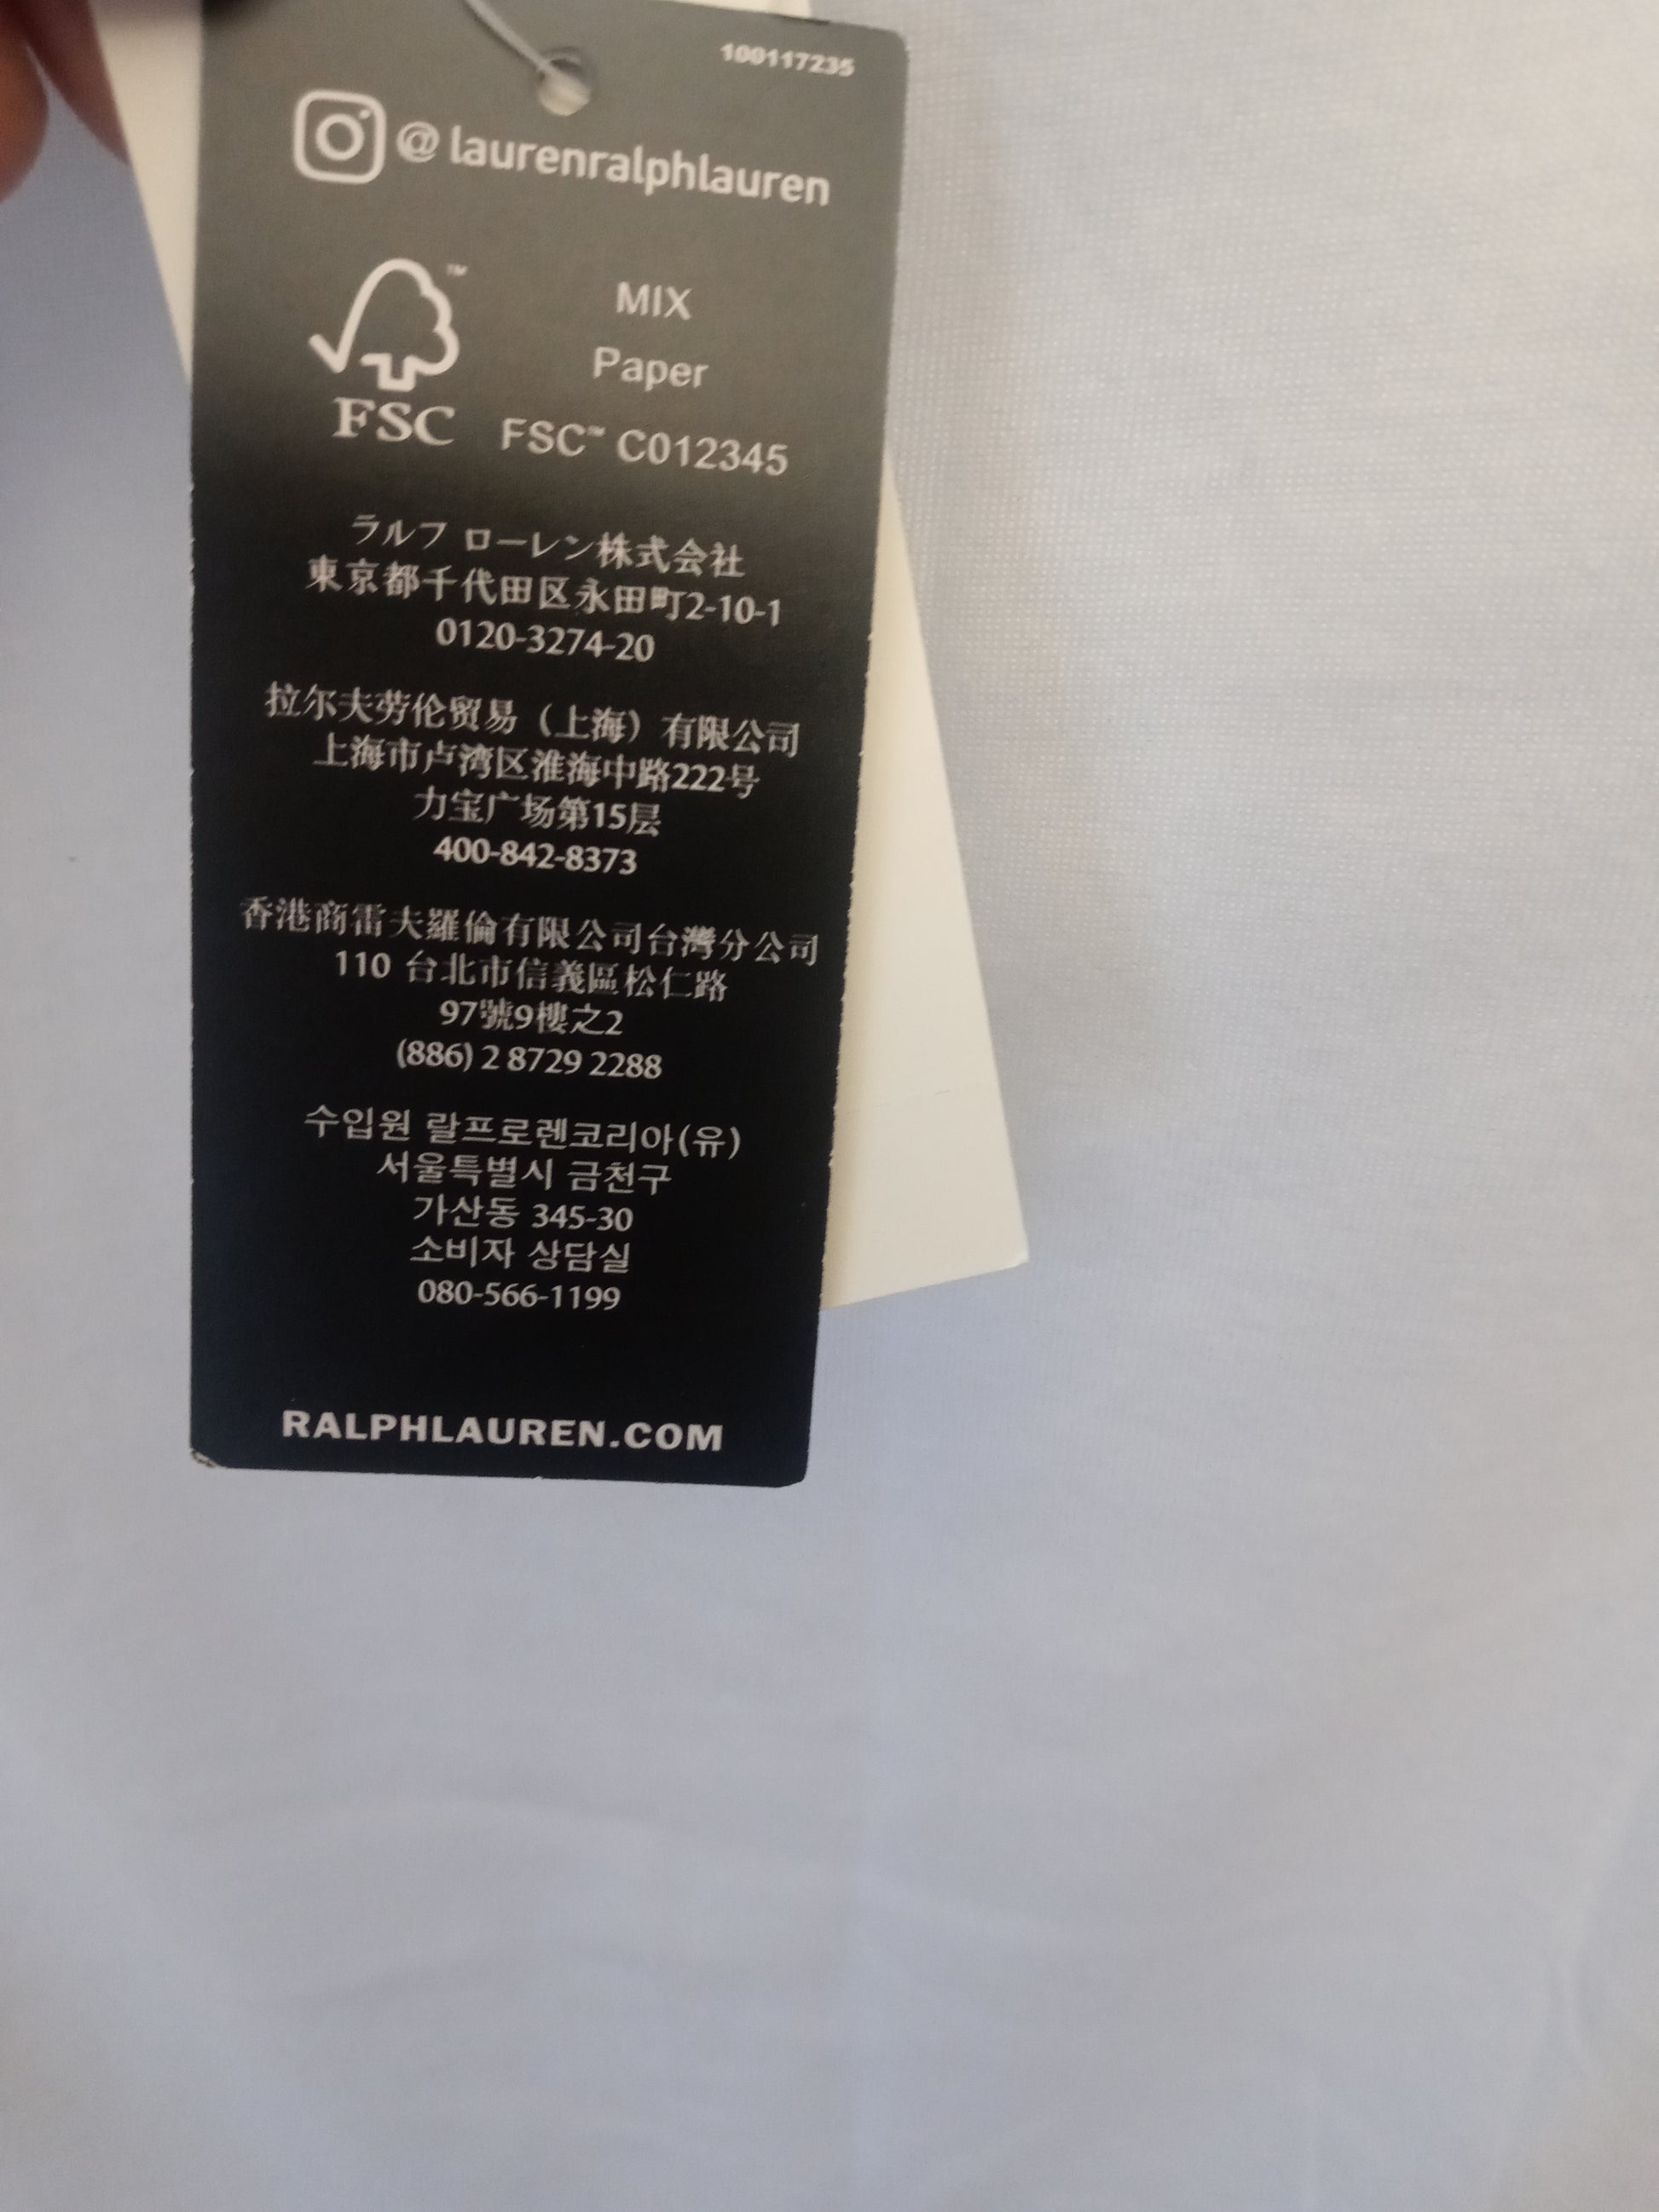 100117235
@laurenralphlauren
MIX
Paper
FSC™ C012345
™
FSC
ラルフ ローレン株式会社
東京都千代田区永田町2-10-1
0120-3274-20
拉尔夫劳伦贸易（上海）有限公司
上海市卢湾区淮海中路222号
力宝广场第15层
400-842-8373
香港商雷夫羅倫有限公司台灣分公司
110 台北市信義區松仁路
97號9樓之2
(886) 2 8729 2288
수입원 랄프로렌코리아(유)
서울특별시 금천구
가산동 345-30
소비자 상담실
080-566-1199
RALPHLAUREN.COM